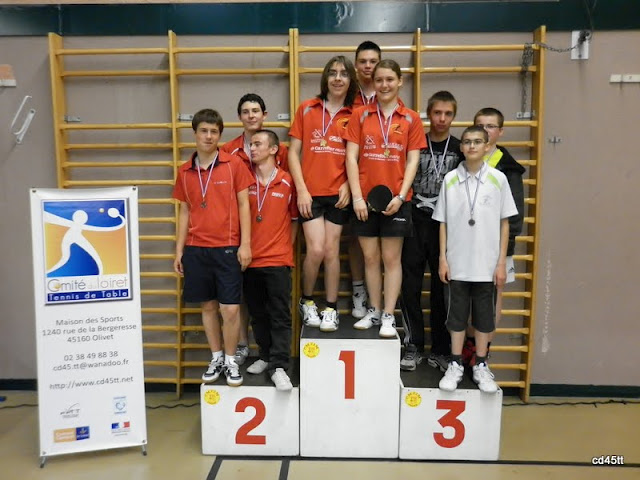 Comité du loiret
Tennis de Table
Maison des Sports
1240 rue de la Bergeresse
45160 Olivet
02 38 49 88 38
cd45.tt@wanadoo.fr
http://www.cd45tt.net
2
1
3
cd45tt